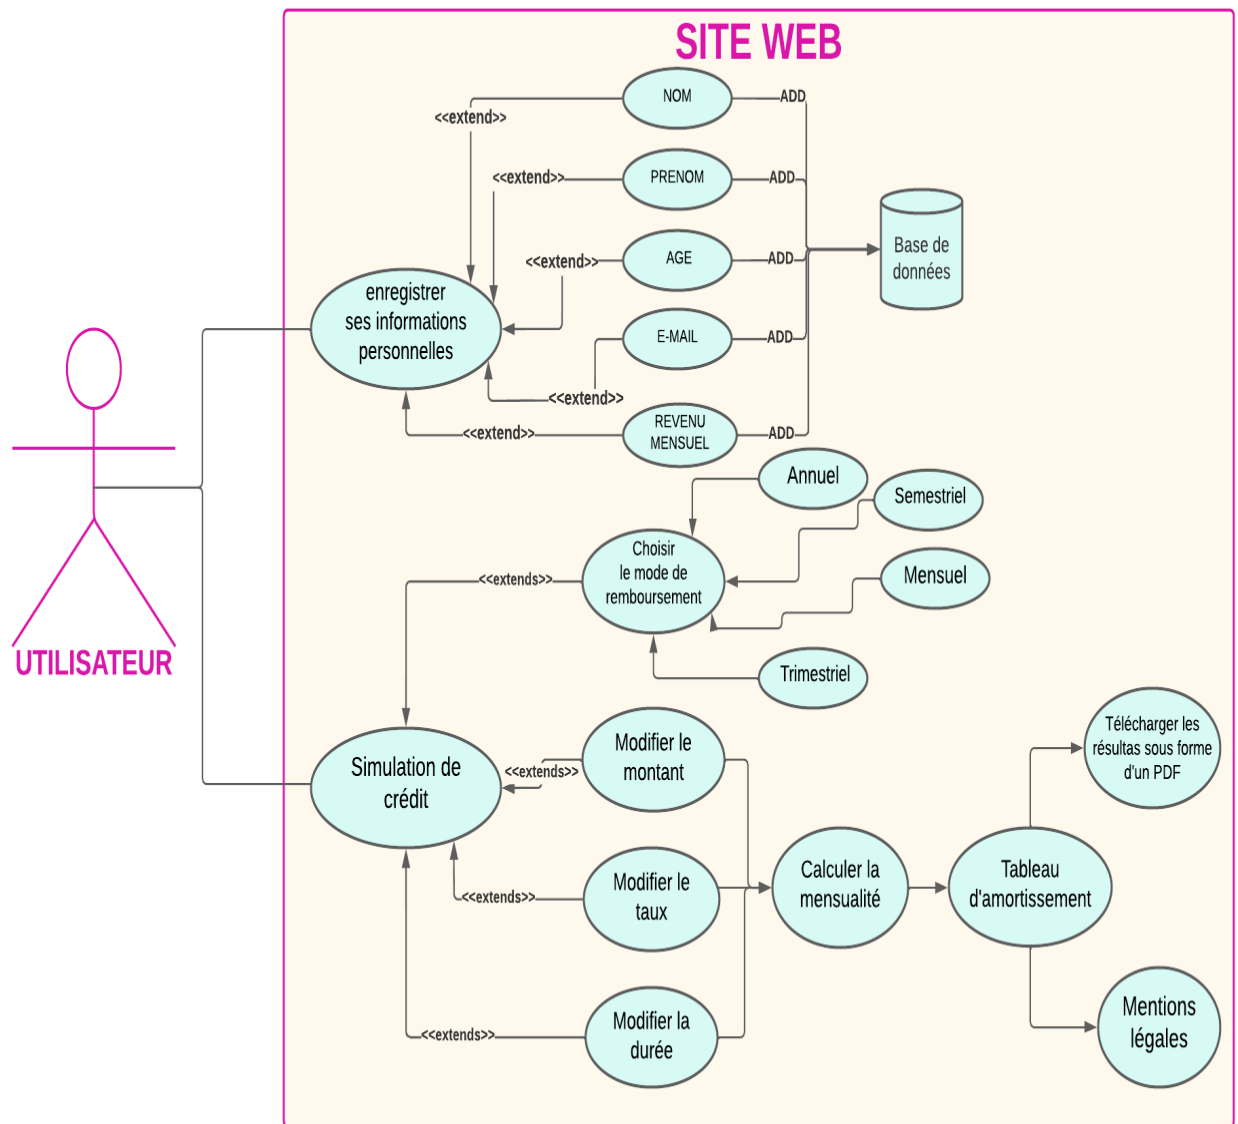 SITE WEB
NOM
ADD
<<extend>>
PRENOM
ADD
<<extend>>
AGE
ADD
<<extend>>
Base de
données
enregistrer
ses informations
personnelles
E-MAIL
ADD
<<extend>>
REVENU
MENSUEL
ADD
<<extend>>
Annuel
Semestriel
Choisir
le mode de
remboursement
<<extends>>
Mensuel
UTILISATEUR
Trimestriel
Télécharger les
résultas sous forme
d'un PDF
Modifier le
montant
<<extends>>
Simulation de
crédit
Modifier le
taux
<<extends>>
Calculer la
mensualité
Tableau
d'amortissement
Modifier la
durée
<<extends>>
Mentions
légales